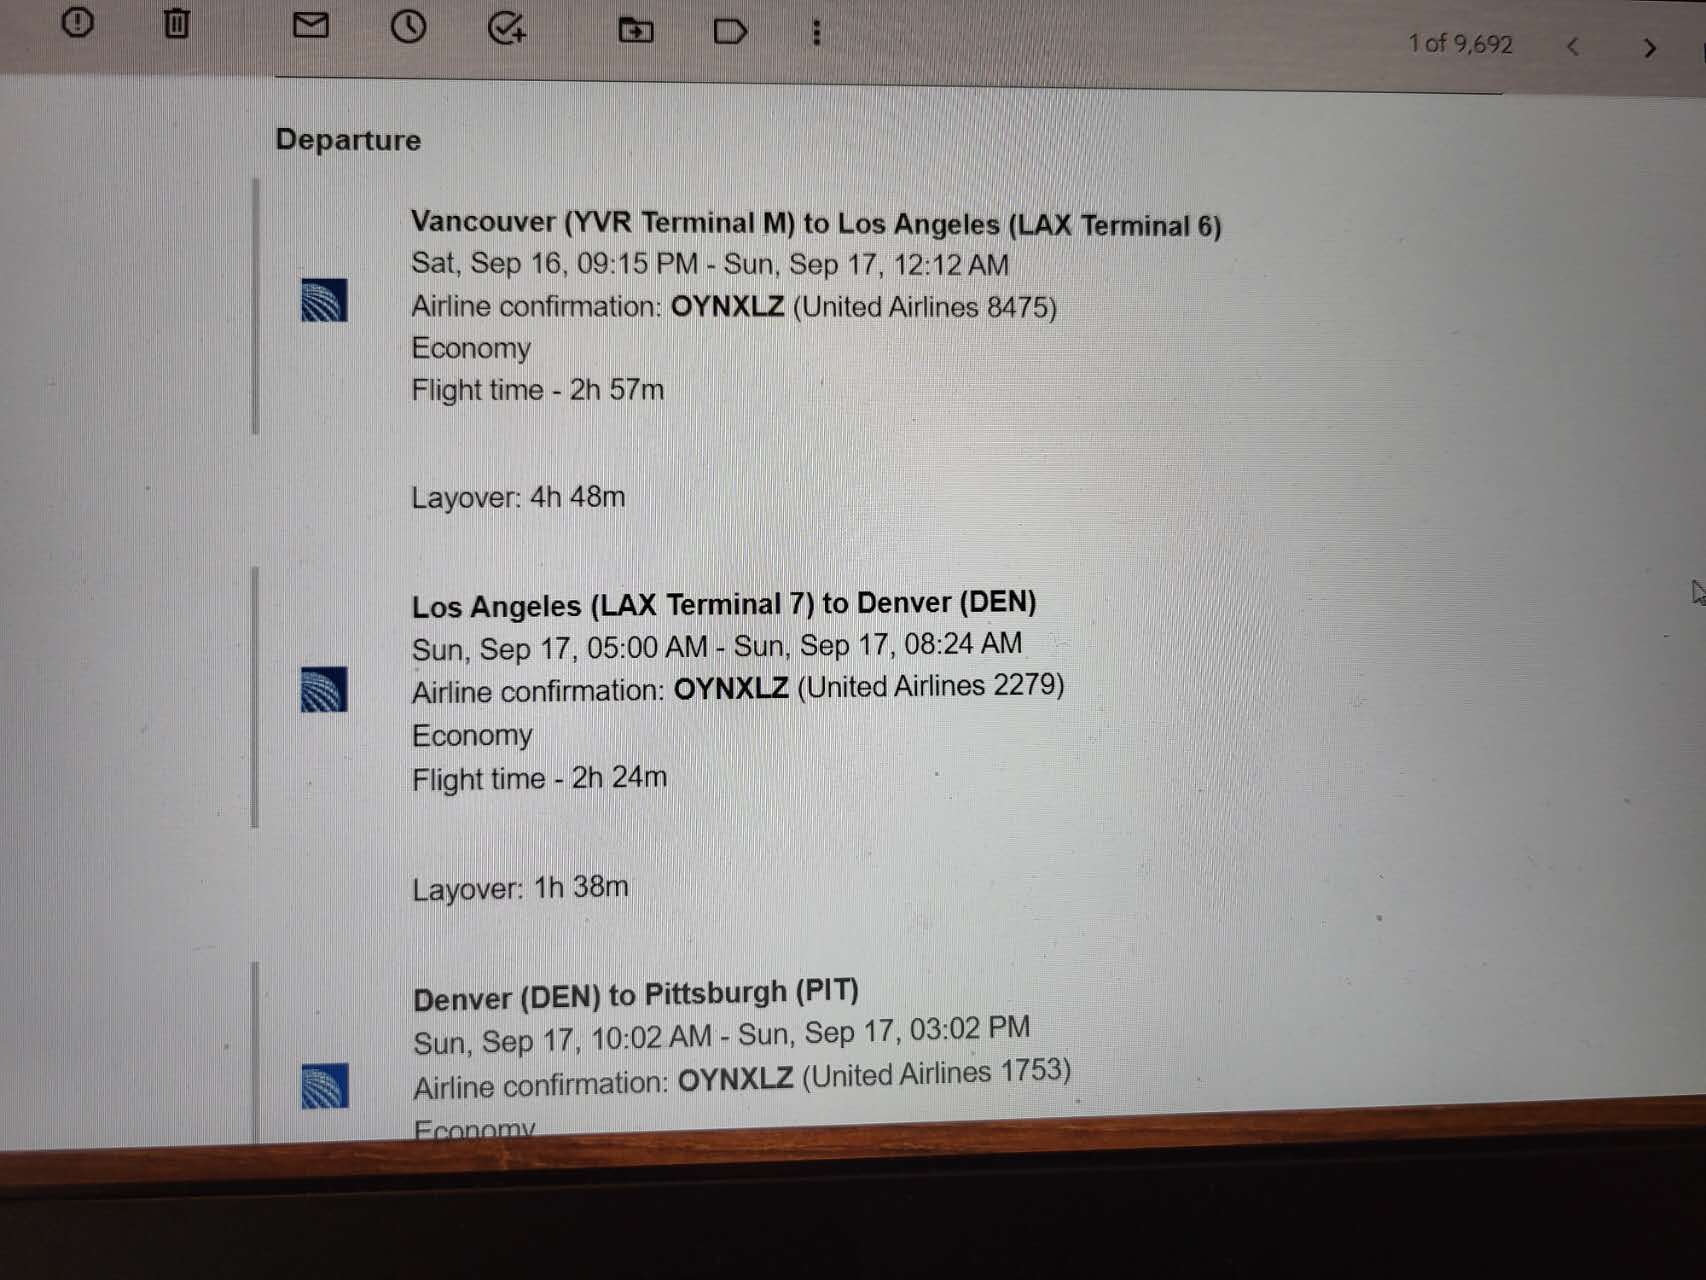 1 of 9,692
Departure
Vancouver (YVR Terminal M) to Los Angeles (LAX Terminal 6)
Sat, Sep 16, 09:15 PM - Sun, Sep 17, 12:12 AM
Airline confirmation: OYNXLZ (United Airlines 8475)
Economy
Flight time - 2h 57m
Layover: 4h 48m
Los Angeles (LAX Terminal 7) to Denver (DEN)
Sun, Sep 17, 05:00 AM - Sun, Sep 17, 08:24 AM
Airline confirmation: OYNXLZ (United Airlines 2279)
Economy
Flight time - 2h 24m
Layover: 1h 38m
Denver (DEN) to Pittsburgh (PIT)
Sun, Sep 17, 10:02 AM - Sun, Sep 17, 03:02 PM
Airline confirmation: OYNXLZ (United Airlines 1753)
Economy